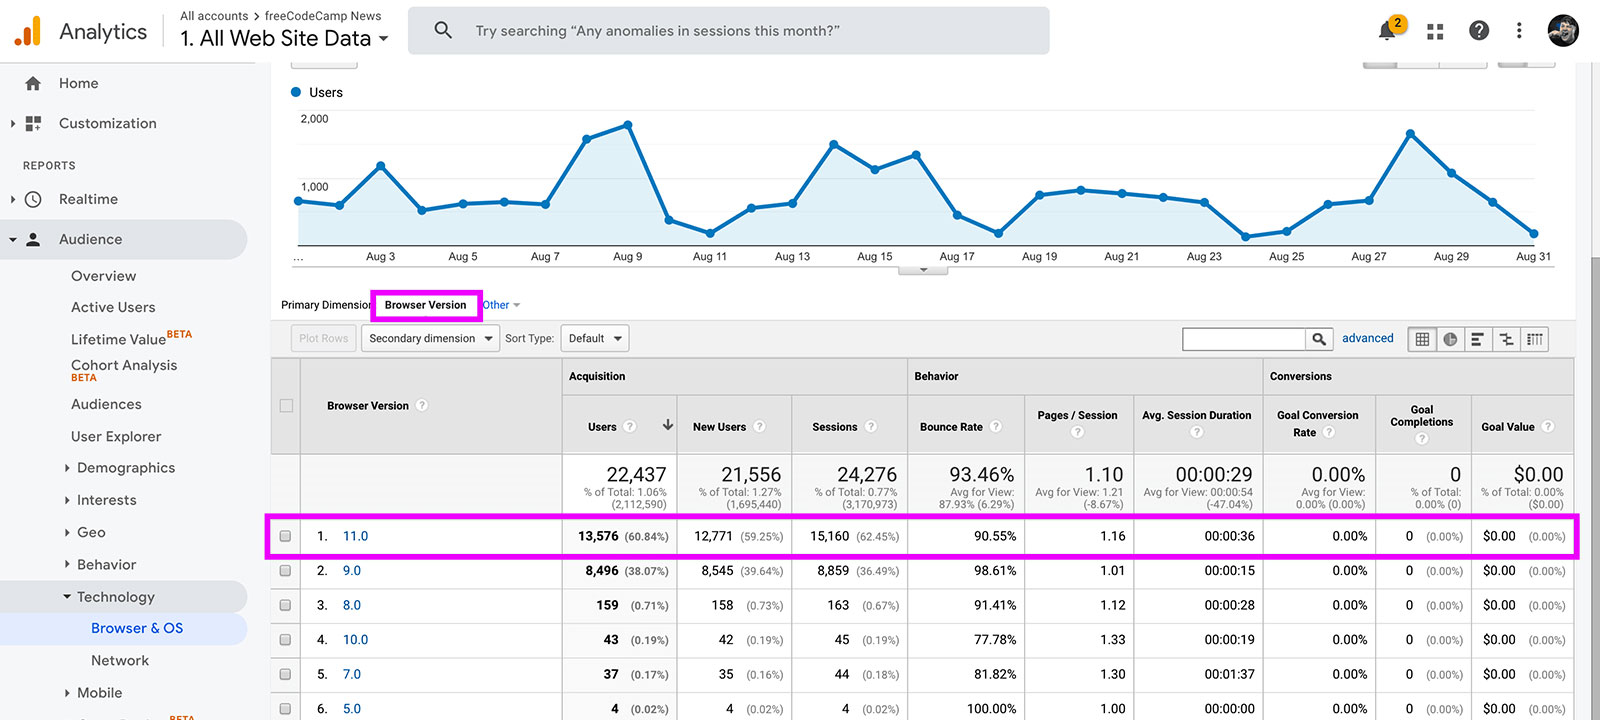 Analytics
All accounts > freeCodeCamp News
1. All Web Site Data
Try searching “Any anomalies in sessions this month?”
2
Home
Customization
REPORTS
Realtime
Audience
Overview
Active Users
Lifetime Value BETA
Cohort Analysis
BETA
Audiences
User Explorer
Demographics
Interests
Geo
Behavior
Technology
Browser & OS
Network
Mobile
BETA
Users
2,000
1,000
... Aug 3 Aug 5 Aug 7 Aug 9 Aug 11 Aug 13 Aug 15 Aug 17 Aug 19 Aug 21 Aug 23 Aug 25 Aug 27 Aug 29 Aug 31
Primary Dimension Browser Version Other
Plot Rows Secondary dimension Sort Type: Default advanced
Acquisition Behavior Conversions
Browser Version ? Users ? New Users ? Sessions ? Bounce Rate ? Pages / Session ? Avg. Session Duration ? Goal Conversion Rate ? Goal Completions ? Goal Value ?
22,437 21,556 24,276 93.46% 1.10 00:00:29 0.00% 0 $0.00
% of Total: 1.06% % of Total: 1.27% % of Total: 0.77% Avg for View: Avg for View: 1.21 Avg for View: 00:00:54 Avg for View: % of Total: % of Total: 0.00%
(2,112,590) (1,695,440) (3,170,973) 87.93% (6.29%) (-8.67%) (-47.04%) 0.00% (0.00%) 0.00% (0) ($0.00)
1. 11.0 13,576 (60.84%) 12,771 (59.25%) 15,160 (62.45%) 90.55% 1.16 00:00:36 0.00% 0 (0.00%) $0.00 (0.00%)
2. 9.0 8,496 (38.07%) 8,545 (39.64%) 8,859 (36.49%) 98.61% 1.01 00:00:15 0.00% 0 (0.00%) $0.00 (0.00%)
3. 8.0 159 (0.71%) 158 (0.73%) 163 (0.67%) 91.41% 1.12 00:00:28 0.00% 0 (0.00%) $0.00 (0.00%)
4. 10.0 43 (0.19%) 42 (0.19%) 45 (0.19%) 77.78% 1.33 00:00:19 0.00% 0 (0.00%) $0.00 (0.00%)
5. 7.0 37 (0.17%) 35 (0.16%) 44 (0.18%) 81.82% 1.30 00:01:37 0.00% 0 (0.00%) $0.00 (0.00%)
6. 5.0 4 (0.02%) 4 (0.02%) 4 (0.02%) 100.00% 1.00 00:00:00 0.00% 0 (0.00%) $0.00 (0.00%)